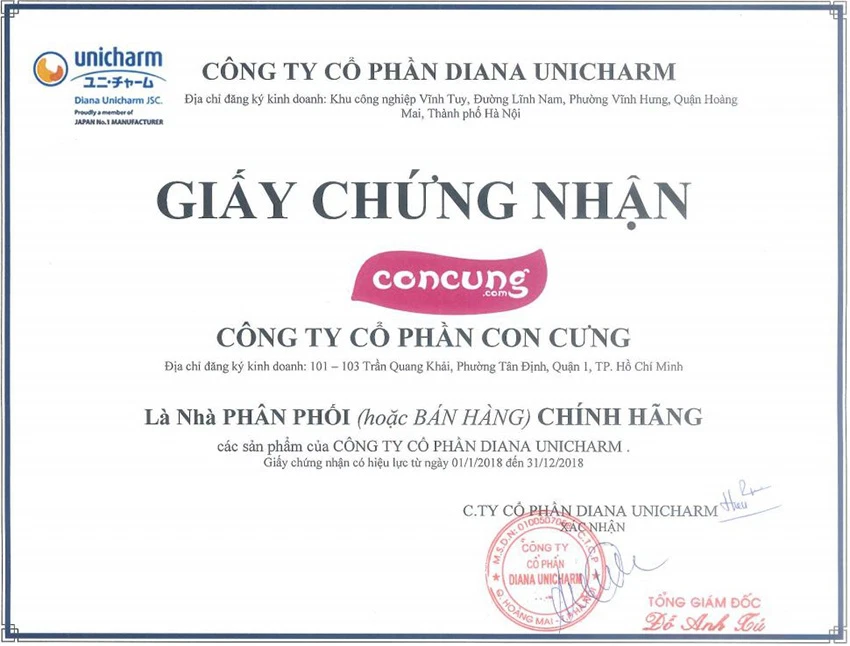 unicharm
ユニ・チャーム
Diana Unicharm JSC.
Proudly a member of
JAPAN No.1 MANUFACTURER
CÔNG TY CỔ PHẦN DIANA UNICHARM
Địa chỉ đăng ký kinh doanh: Khu công nghiệp Vĩnh Tuy, Đường Lĩnh Nam, Phường Vĩnh Hưng, Quận Hoàng
Mai, Thành phố Hà Nội
GIẤY CHỨNG NHẬN
concung
.com
CÔNG TY CỔ PHẦN CON CƯNG
Địa chỉ đăng ký kinh doanh: 101 – 103 Trần Quang Khải, Phường Tân Định, Quận 1, TP. Hồ Chí Minh
Là Nhà PHÂN PHỐI (hoặc BÁN HÀNG) CHÍNH HÃNG
các sản phẩm của CÔNG TY CỔ PHẦN DIANA UNICHARM .
Giấy chứng nhận có hiệu lực từ ngày 01/1/2018 đến 31/12/2018
C.TY CỔ PHẦN DIANA UNICHARM
XÁC NHẬN
CÔNG TY
CỔ PHẦN
DIANA UNICHARM
Q. HOÀNG MAI - T.P HÀ NỘI
TỔNG GIÁM ĐỐC
Đỗ Anh Tú